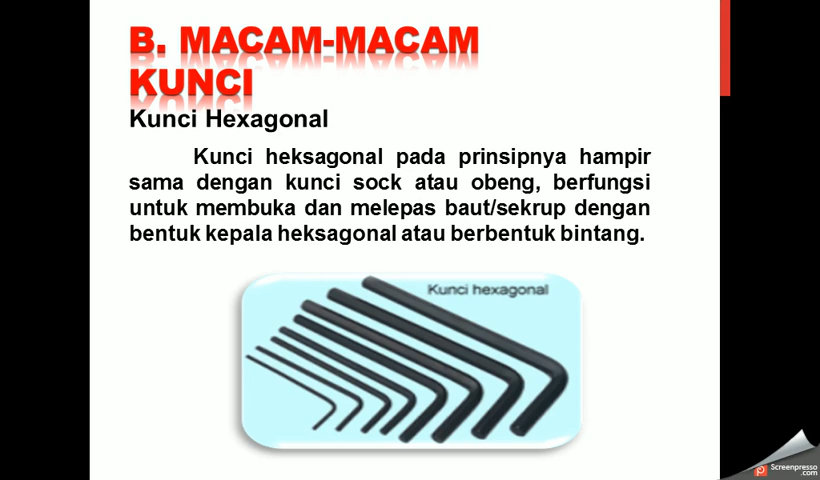 B. MACAM-MACAM
KUNCI
Kunci Hexagonal
Kunci heksagonal pada prinsipnya hampir
sama dengan kunci sock atau obeng, berfungsi
untuk membuka dan melepas baut/sekrup dengan
bentuk kepala heksagonal atau berbentuk bintang.
Kunci hexagonal
Screenpresso
.com